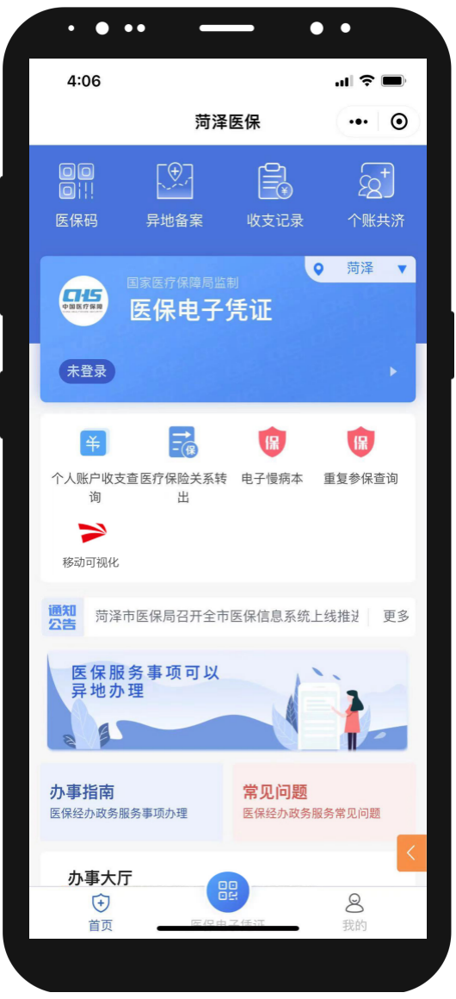 4:06
菏泽医保
医保码
异地备案
收支记录
个账共济
菏泽
国家医疗保障局监制
CHS
中国医疗保障
医保电子凭证
未登录
保
保
保
个人账户收支查
询
医疗保险关系转
出
电子慢病本
重复参保查询
移动可视化
通知
公告
菏泽市医保局召开全市医保信息系统上线推进
更多
医保服务事项可以
异地办理
办事指南
医保经办政务服务事项办理
常见问题
医保经办政务服务常见问题
办事大厅
首页
医保电子凭证
我的